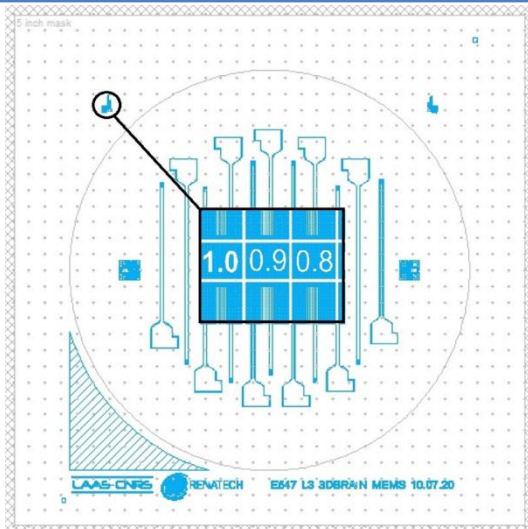 5 inch mask
1.0 0.9 0.8
LAAS-CNRS RENATECH E647 L3 3DBRAIN MEMS 10.07.20